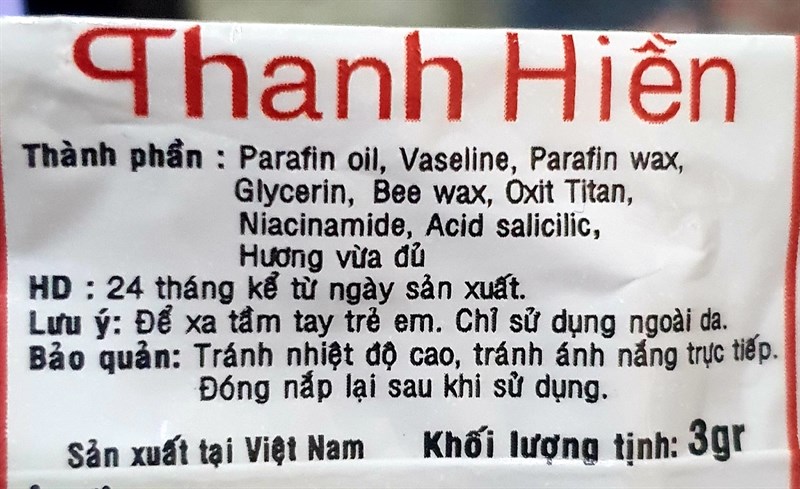 Thanh Hiền
Thành phần : Parafin oil, Vaseline, Parafin wax,
Glycerin, Bee wax, Oxit Titan,
Niacinamide, Acid salicilic,
Hương vừa đủ
HD : 24 tháng kể từ ngày sản xuất.
Lưu ý: Để xa tầm tay trẻ em. Chỉ sử dụng ngoài da.
Bảo quản: Tránh nhiệt độ cao, tránh ánh nắng trực tiếp.
Đóng nắp lại sau khi sử dụng.
Sản xuất tại Việt Nam Khối lượng tịnh: 3gr